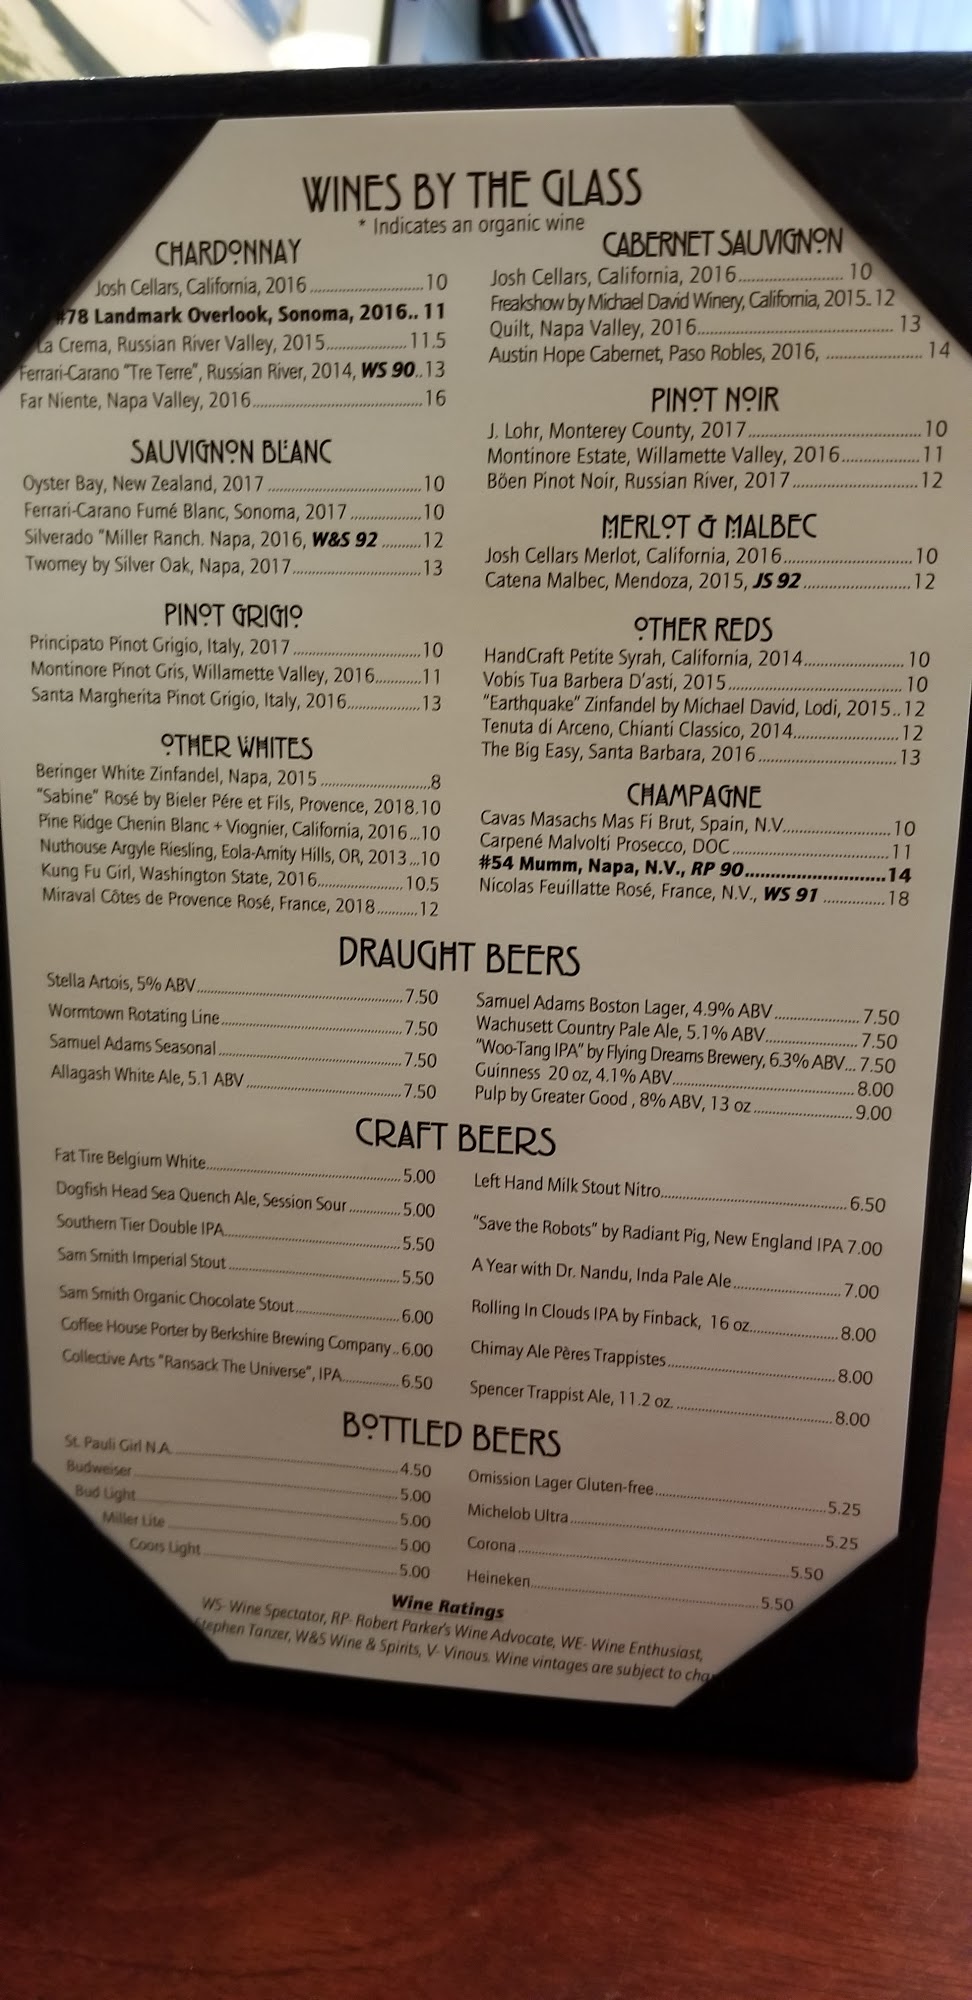 WINES BY THE GLASS
* Indicates an organic wine
CHARDONNAY
Josh Cellars, California, 2016 ........................10
#78 Landmark Overlook, Sonoma, 2016.. 11
La Crema, Russian River Valley, 2015.................11.5
Ferrari-Carano "Tre Terre", Russian River, 2014, WS 90..13
Far Niente, Napa Valley, 2016....................................16
SAUVIGNON BLANC
Oyster Bay, New Zealand, 2017 .................................10
Ferrari-Carano Fumé Blanc, Sonoma, 2017 ...............10
Silverado "Miller Ranch. Napa, 2016, W&S 92 .........12
Twomey by Silver Oak, Napa, 2017............................13
PINOT GRIGIO
Principato Pinot Grigio, Italy, 2017 ...........................10
Montinore Pinot Gris, Willamette Valley, 2016..........11
Santa Margherita Pinot Grigio, Italy, 2016................13
OTHER WHITES
Beringer White Zinfandel, Napa, 2015 .......................8
"Sabine" Rosé by Bieler Pére et Fils, Provence, 2018.10
Pine Ridge Chenin Blanc + Viognier, California, 2016...10
Nuthouse Argyle Riesling, Eola-Amity Hills, OR, 2013...10
Kung Fu Girl, Washington State, 2016...................10.5
Miraval Côtes de Provence Rosé, France, 2018...........12
CABERNET SAUVIGNON
Josh Cellars, California, 2016....................... 10
Freakshow by Michael David Winery, California, 2015.. 12
Quilt, Napa Valley, 2016........................................... 13
Austin Hope Cabernet, Paso Robles, 2016, ..................... 14
PINOT NOIR
J. Lohr, Monterey County, 2017.....................................10
Montinore Estate, Willamette Valley, 2016.................11
Böen Pinot Noir, Russian River, 2017...........................12
MERLOT & MALBEC
Josh Cellars Merlot, California, 2016...........................10
Catena Malbec, Mendoza, 2015, JS 92.......................12
OTHER REDS
HandCraft Petite Syrah, California, 2014..................... 10
Vobis Tua Barbera D'asti, 2015..................................... 10
"Earthquake" Zinfandel by Michael David, Lodi, 2015..12
Tenuta di Arceno, Chianti Classico, 2014......................12
The Big Easy, Santa Barbara, 2016.............................13
CHAMPAGNE
Cavas Masachs Mas Fi Brut, Spain, N.V.......................10
Carpené Malvolti Prosecco, DOC..................................11
#54 Mumm, Napa, N.V., RP 90.............................14
Nicolas Feuillatte Rosé, France, N.V., WS 91 ..............18
DRAUGHT BEERS
Stella Artois, 5% ABV.............................................7.50
Wormtown Rotating Line........................................7.50
Samuel Adams Seasonal.........................................7.50
Allagash White Ale, 5.1 ABV...................................7.50
Samuel Adams Boston Lager, 4.9% ABV..................7.50
Wachusett Country Pale Ale, 5.1% ABV...................7.50
"Woo-Tang IPA" by Flying Dreams Brewery, 6.3% ABV...7.50
Guinness 20 oz, 4.1% ABV.......................................8.00
Pulp by Greater Good , 8% ABV, 13 oz.....................9.00
CRAFT BEERS
Fat Tire Belgium White...........................................5.00
Dogfish Head Sea Quench Ale, Session Sour...........5.00
Southern Tier Double IPA.......................................5.50
Sam Smith Imperial Stout......................................5.50
Sam Smith Organic Chocolate Stout.......................6.00
Coffee House Porter by Berkshire Brewing Company..6.00
Collective Arts "Ransack The Universe", IPA............6.50
Left Hand Milk Stout Nitro.......................................6.50
"Save the Robots" by Radiant Pig, New England IPA 7.00
A Year with Dr. Nandu, Inda Pale Ale........................7.00
Rolling In Clouds IPA by Finback, 16 oz....................8.00
Chimay Ale Pères Trappistes....................................8.00
Spencer Trappist Ale, 11.2 oz. .................................8.00
BOTTLED BEERS
St. Pauli Girl N.A. ...................................................4.50
Budweiser ..............................................................5.00
Bud Light ................................................................5.00
Miller Lite ...............................................................5.00
Coors Light .............................................................5.00
Omission Lager Gluten-free.....................................5.25
Michelob Ultra.........................................................5.25
Corona....................................................................5.50
Heineken.................................................................5.50
Wine Ratings
WS- Wine Spectator, RP- Robert Parker's Wine Advocate, WE- Wine Enthusiast,
Stephen Tanzer, W&S Wine & Spirits, V- Vinous. Wine vintages are subject to